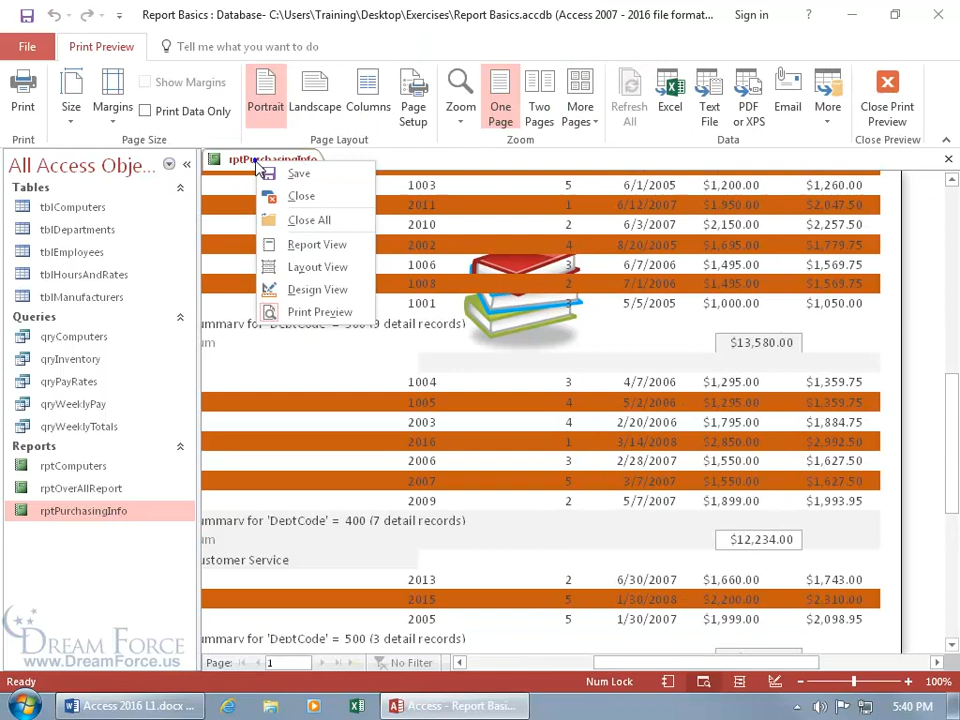 Report Basics : Database- C:\Users\Training\Desktop\Exercises\Report Basics.accdb (Access 2007 - 2016 file format...
Sign in
File
Print Preview
Tell me what you want to do
Print
Size
Margins
Show Margins
Print Data Only
Portrait
Landscape
Columns
Page Setup
Zoom
One Page
Two Pages
More Pages
Refresh All
Excel
Text File
PDF or XPS
Email
More
Close Print Preview
Print
Page Size
Page Layout
Zoom
Data
Close Preview
All Access Obje...
Tables
tblComputers
tblDepartments
tblEmployees
tblHoursAndRates
tblManufacturers
Queries
qryComputers
qryInventory
qryPayRates
qryWeeklyPay
qryWeeklyTotals
Reports
rptComputers
rptOverAllReport
rptPurchasingInfo
DREAM FORCE
www.DreamForce.us
rptPurchasingInfo
Save
Close
Close All
Report View
Layout View
Design View
Print Preview
1003 5 6/1/2005 $1,200.00 $1,260.00
2011 1 6/12/2007 $1,950.00 $2,047.50
2010 2 6/3/2007 $2,150.00 $2,257.50
2002 4 8/20/2005 $1,695.00 $1,779.75
1006 3 6/7/2006 $1,495.00 $1,569.75
1008 2 7/1/2006 $1,495.00 $1,569.75
1001 3 5/5/2005 $1,000.00 $1,050.00
(9 detail records)
um $13,580.00
1004 3 4/7/2006 $1,295.00 $1,359.75
1005 4 5/2/2006 $1,295.00 $1,359.75
2003 4 2/20/2006 $1,795.00 $1,884.75
2016 1 3/14/2008 $2,850.00 $2,992.50
2006 3 2/28/2007 $1,550.00 $1,627.50
2007 5 3/7/2007 $1,550.00 $1,627.50
2009 2 5/7/2007 $1,899.00 $1,993.95
ummary for 'DeptCode' = 400 (7 detail records)
um $12,234.00
ustomer Service
2013 2 6/30/2007 $1,660.00 $1,743.00
2015 5 1/30/2008 $2,200.00 $2,310.00
2005 5 1/30/2007 $1,999.00 $2,098.95
ummary for 'DeptCode' = 500 (3 detail records)
Page: 1 No Filter
Ready Num Lock 100%
Access 2016 L1.docx ...
Access - Report Basi...
5:40 PM